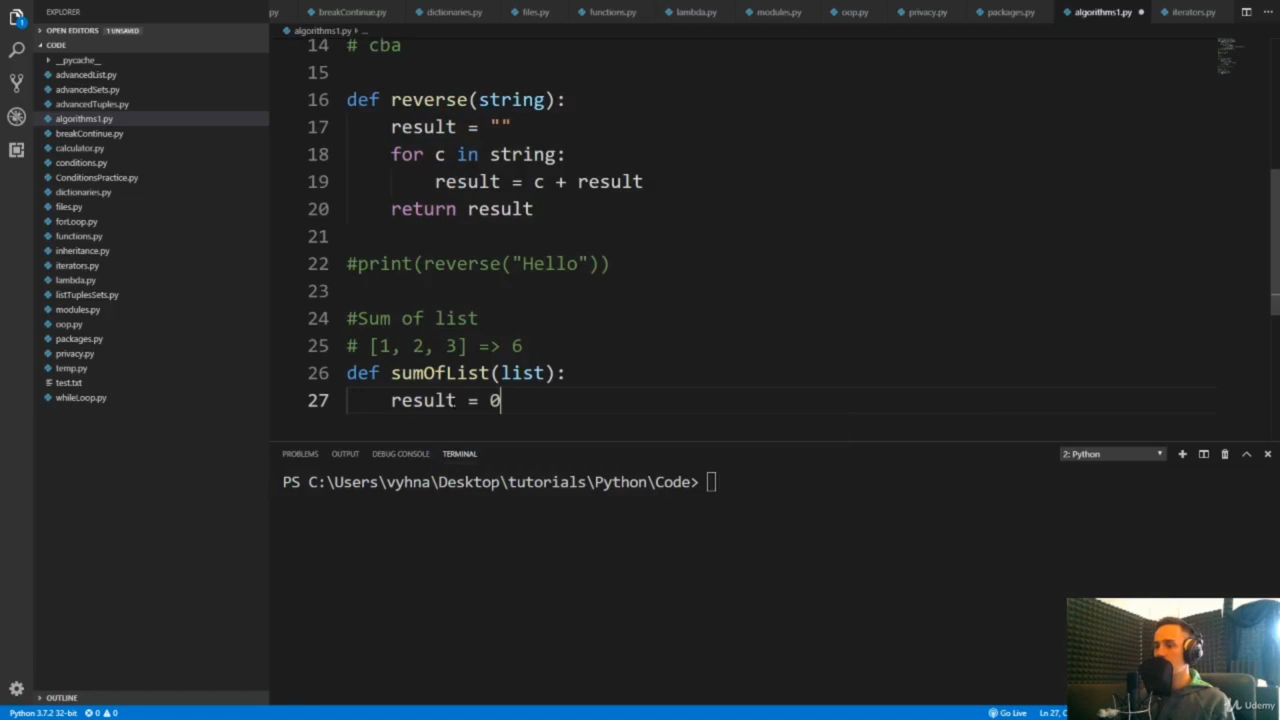 EXPLORER
OPEN EDITORS 1 UNSAVED
CODE
__pycache__
advancedList.py
advancedSets.py
advancedTuples.py
algorithms1.py
breakContinue.py
calculator.py
conditions.py
ConditionsPractice.py
dictionaries.py
files.py
forLoop.py
functions.py
inheritance.py
iterators.py
lambda.py
listTuplesSets.py
modules.py
oop.py
packages.py
privacy.py
temp.py
test.txt
whileLoop.py
OUTLINE
py breakContinue.py dictionaries.py files.py functions.py lambda.py modules.py oop.py privacy.py packages.py algorithms1.py iterators.py
algorithms1.py ...
14 # cba
15
16 def reverse(string):
17 result = ""
18 for c in string:
19 result = c + result
20 return result
21
22 #print(reverse("Hello"))
23
24 #Sum of list
25 # [1, 2, 3] => 6
26 def sumOfList(list):
27 result = 0
PROBLEMS OUTPUT DEBUG CONSOLE TERMINAL 2: Python
PS C:\Users\vyhna\Desktop\tutorials\Python\Code>
Udemy
Python 3.7.2 32-bit 0 0 Go Live Ln 27, C